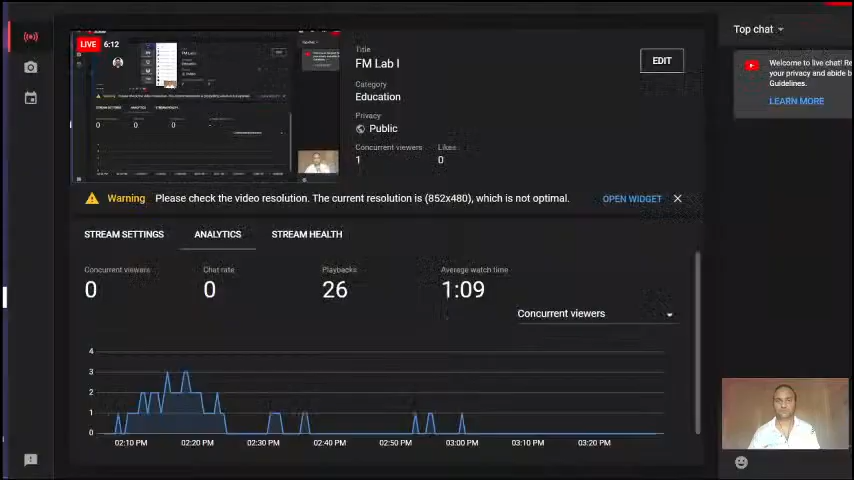 LIVE 6:12
Title
FM Lab I
EDIT
Category
Education
Privacy
Public
Concurrent viewers Likes
1 0
Top chat
Welcome to live chat! Re
your privacy and abide b
Guidelines.
LEARN MORE
Warning Please check the video resolution. The current resolution is (852x480), which is not optimal. OPEN WIDGET
STREAM SETTINGS ANALYTICS STREAM HEALTH
Concurrent viewers Chat rate Playbacks Average watch time
0 0 26 1:09
Concurrent viewers
4
3
2
1
0
02:10 PM 02:20 PM 02:30 PM 02:40 PM 02:50 PM 03:00 PM 03:10 PM 03:20 PM